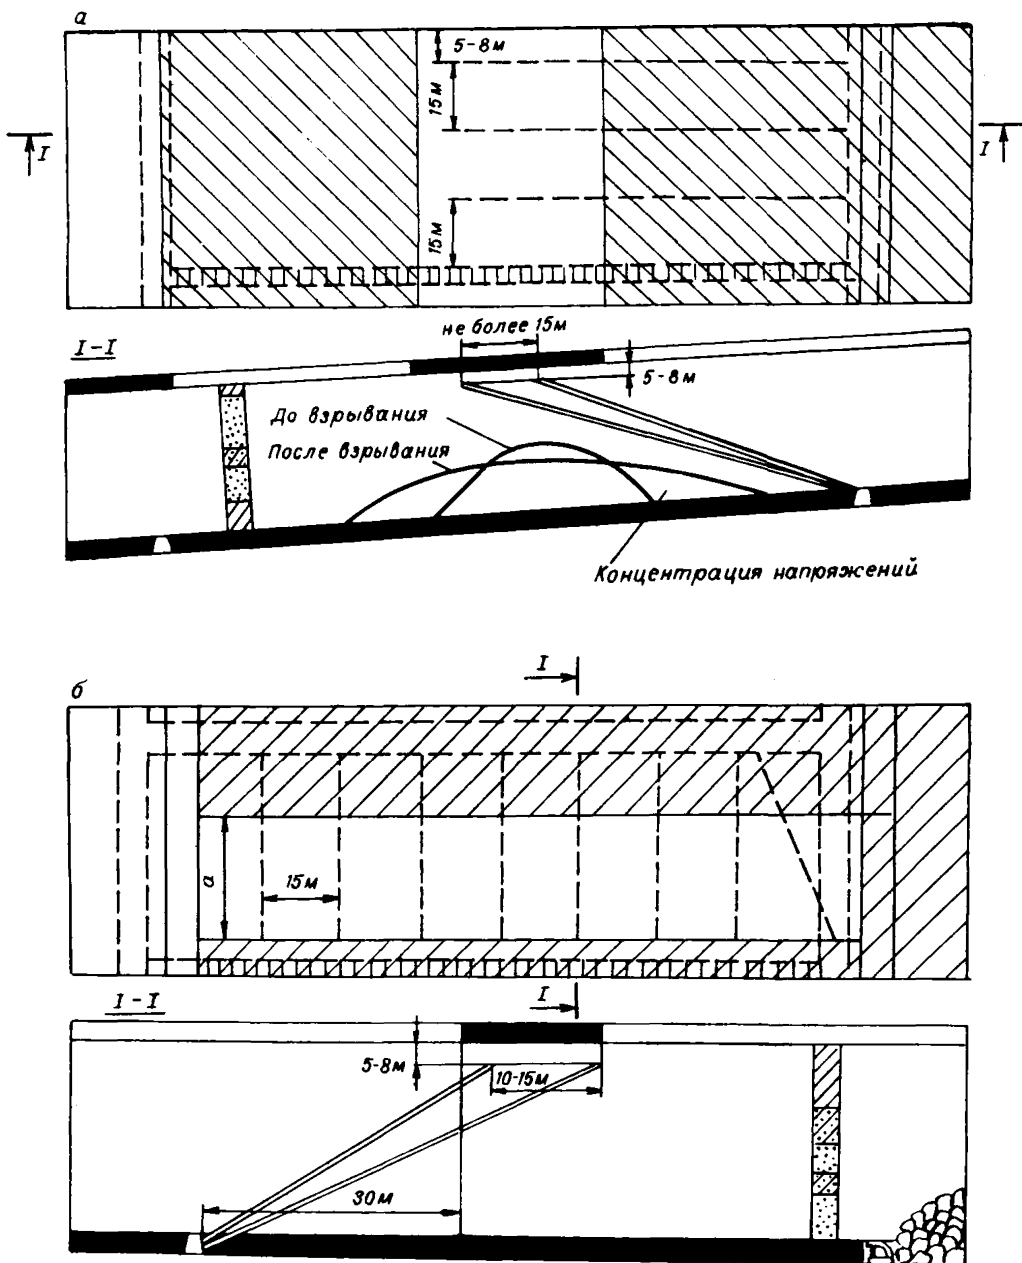 а
5-8м
15м
I
I
15м
не более 15м
I-I
5-8м
До взрывания
После взрывания
Концентрация напряжений
I
б
а
15м
I
I-I
5-8м
10-15м
30м